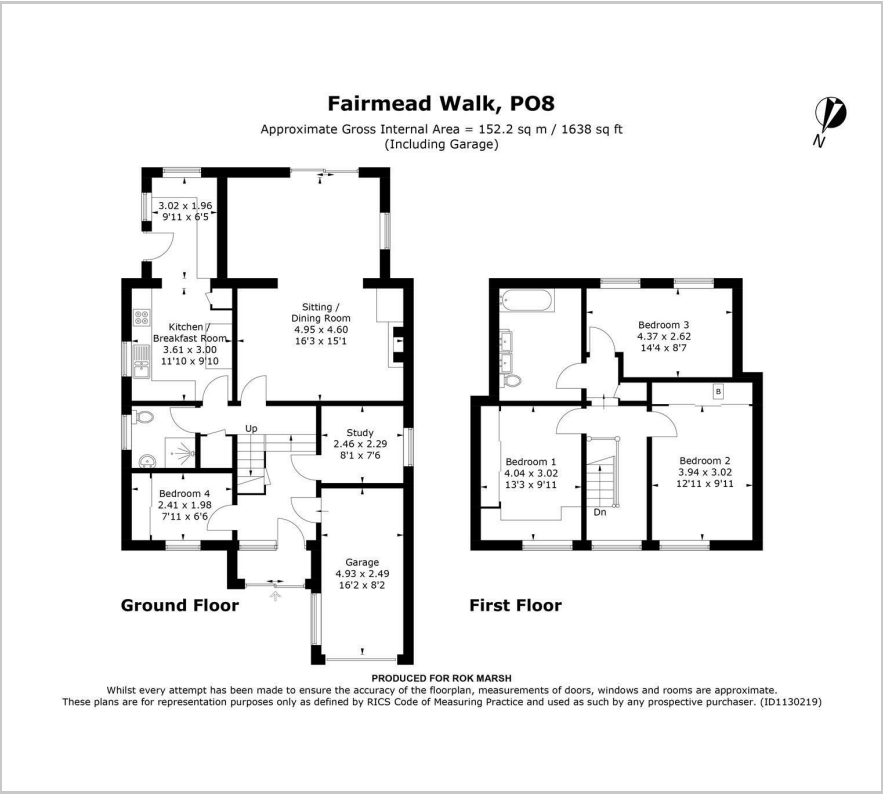 Fairmead Walk, PO8
Approximate Gross Internal Area = 152.2 sq m / 1638 sq ft
(Including Garage)
N
3.02 x 1.96
9'11 x 6'5
Kitchen /
Breakfast Room
3.61 x 3.00
11'10 x 9'10
Sitting /
Dining Room
4.95 x 4.60
16'3 x 15'1
Up
Study
2.46 x 2.29
8'1 x 7'6
Bedroom 4
2.41 x 1.98
7'11 x 6'6
Garage
4.93 x 2.49
16'2 x 8'2
Ground Floor
Bedroom 3
4.37 x 2.62
14'4 x 8'7
B
Bedroom 1
4.04 x 3.02
13'3 x 9'11
Bedroom 2
3.94 x 3.02
12'11 x 9'11
Dn
First Floor
PRODUCED FOR ROK MARSH
Whilst every attempt has been made to ensure the accuracy of the floorplan, measurements of doors, windows and rooms are approximate.
These plans are for representation purposes only as defined by RICS Code of Measuring Practice and used as such by any prospective purchaser. (ID1130219)